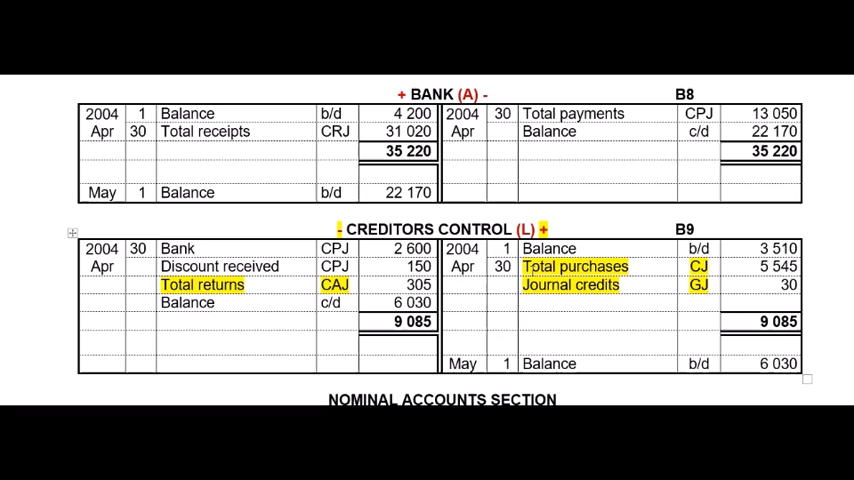 + BANK (A) - B8
2004 1 Balance b/d 4 200 2004 30 Total payments CPJ 13 050
Apr 30 Total receipts CRJ 31 020 Apr Balance c/d 22 170
35 220 35 220
May 1 Balance b/d 22 170
- CREDITORS CONTROL (L) + B9
2004 30 Bank CPJ 2 600 2004 1 Balance b/d 3 510
Apr Discount received CPJ 150 Apr 30 Total purchases CJ 5 545
Total returns CAJ 305 Journal credits GJ 30
Balance c/d 6 030
9 085 9 085
May 1 Balance b/d 6 030
NOMINAL ACCOUNTS SECTION